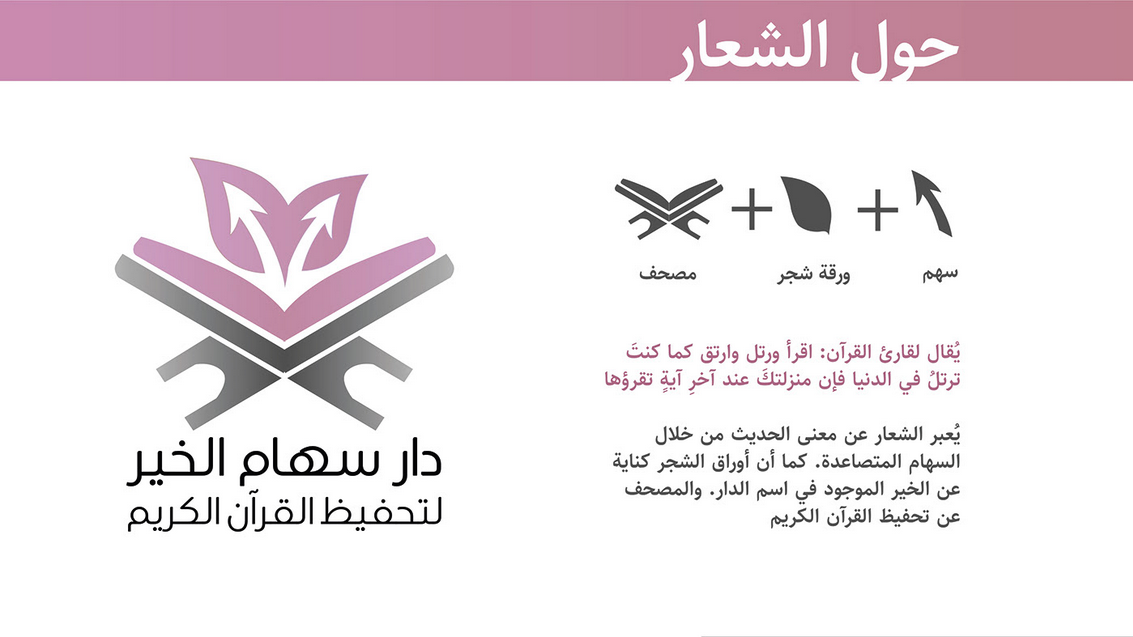 حول الشعار
سهم
ورقة شجر
مصحف
يُقال لقارئ القرآن: اقرأ ورتل وارتق كما كنتَ
ترتلُ في الدنيا فإن منزلتكَ عند آخرِ آيةٍ تقرؤها
يُعبر الشعار عن معنى الحديث من خلال
السهام المتصاعدة. كما أن أوراق الشجر كناية
عن الخير الموجود في اسم الدار. والمصحف
عن تحفيظ القرآن الكريم
دار سهام الخير
لتحفيظ القرآن الكريم